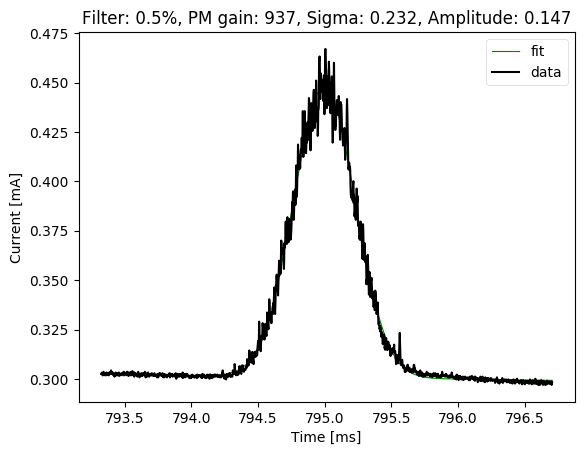 Filter: 0.5%, PM gain: 937, Sigma: 0.232, Amplitude: 0.147
fit
data
Current [mA]
0.475
0.450
0.425
0.400
0.375
0.350
0.325
0.300
793.5 794.0 794.5 795.0 795.5 796.0 796.5
Time [ms]